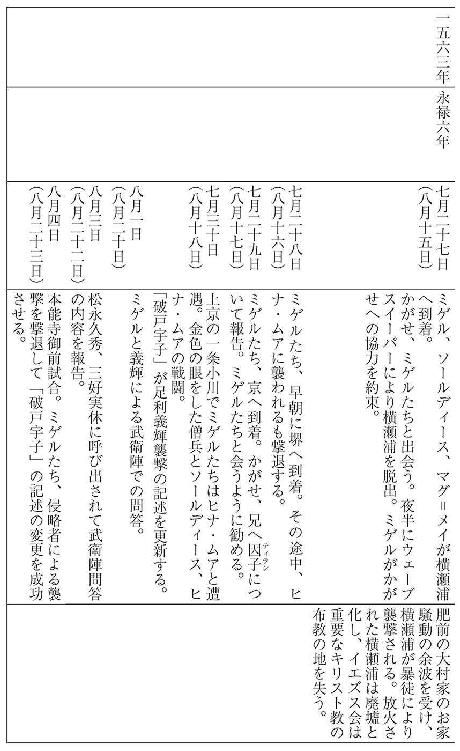 一五六三年
永禄六年
七月二十七日
(八月十五日)
ミゲル、ソールディース、マグ＝メイが横瀬浦
へ到着。
かがせ、ミゲルたちと出会う。夜半にウェーブ
スイーパーにより横瀬浦を脱出。ミゲルがかが
せへの協力を約束。
肥前の大村家のお家
騒動の余波を受け、
横瀬浦が暴徒により
襲撃される。放火さ
れた横瀬浦は廃墟と
化し、イエズス会は
重要なキリスト教の
布教の地を失う。
七月二十八日
(八月十六日)
ミゲルたち、早朝に堺へ到着。その途中、ヒ
ナ・ムアに襲われるも撃退する。
七月二十九日
(八月十七日)
ミゲルたち、京へ到着。かがせ、兄へ因子につ
ティラン
いて報告。ミゲルたちと会うように勧める。
七月三十日
(八月十八日)
上京の一条小川でミゲルたちはヒナ・ムアと遭
遇。金色の眼をした僧兵とソールディース、ヒ
ナ・ムアの戦闘。
「破戸宇子」が足利義輝襲撃の記述を更新する。
八月一日
(八月二十日)
ミゲルと義輝による武衛陣での問答。
八月三日
(八月二十二日)
松永久秀、三好実休に呼び出されて武衛陣問答
の内容を報告。
八月四日
(八月二十三日)
本能寺御前試合。ミゲルたち、侵略者による襲
撃を撃退して「破戸宇子」の記述の変更を成功
させる。